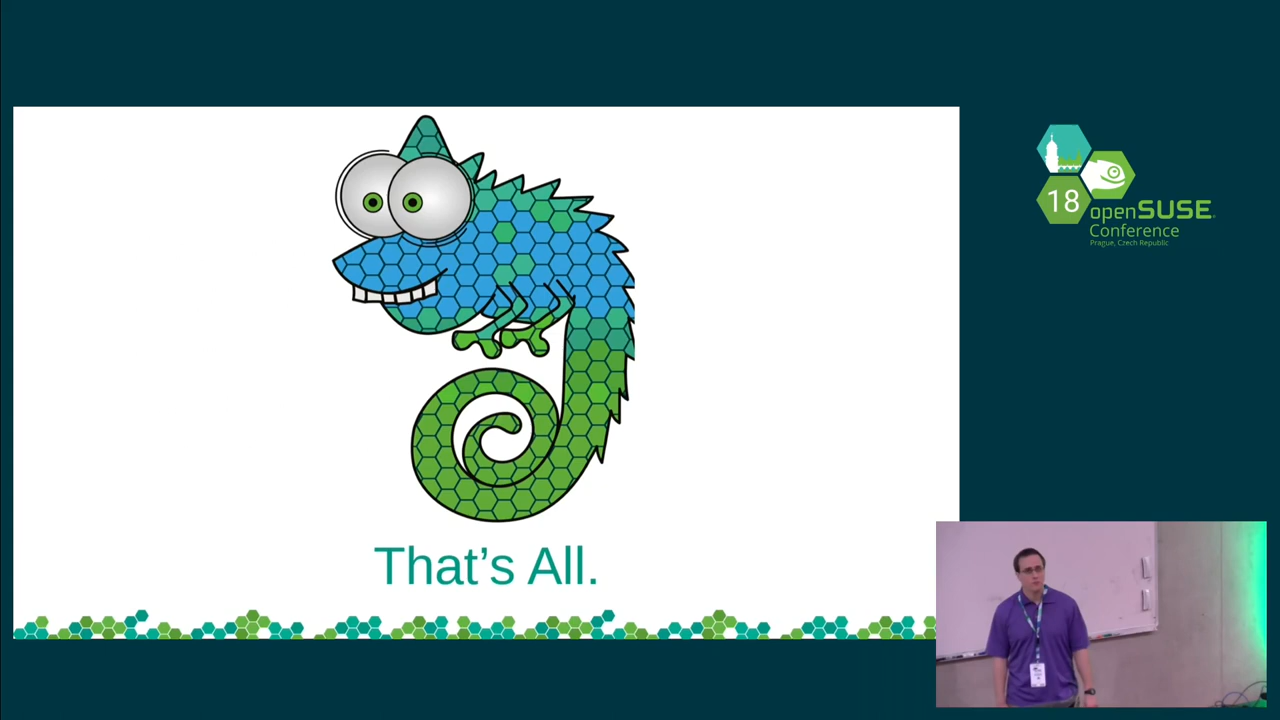 That's All.
18
openSUSE
Conference
Prague, Czech Republic